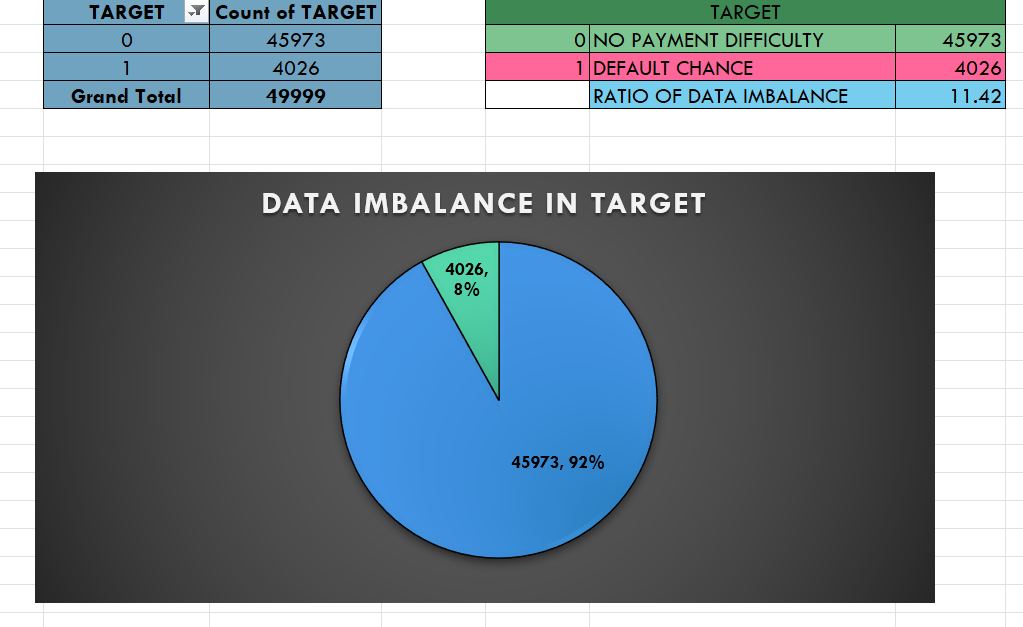 TARGET Count of TARGET
0 45973
1 4026
Grand Total 49999
TARGET
0 NO PAYMENT DIFFICULTY 45973
1 DEFAULT CHANCE 4026
RATIO OF DATA IMBALANCE 11.42
DATA IMBALANCE IN TARGET
4026,
8%
45973, 92%